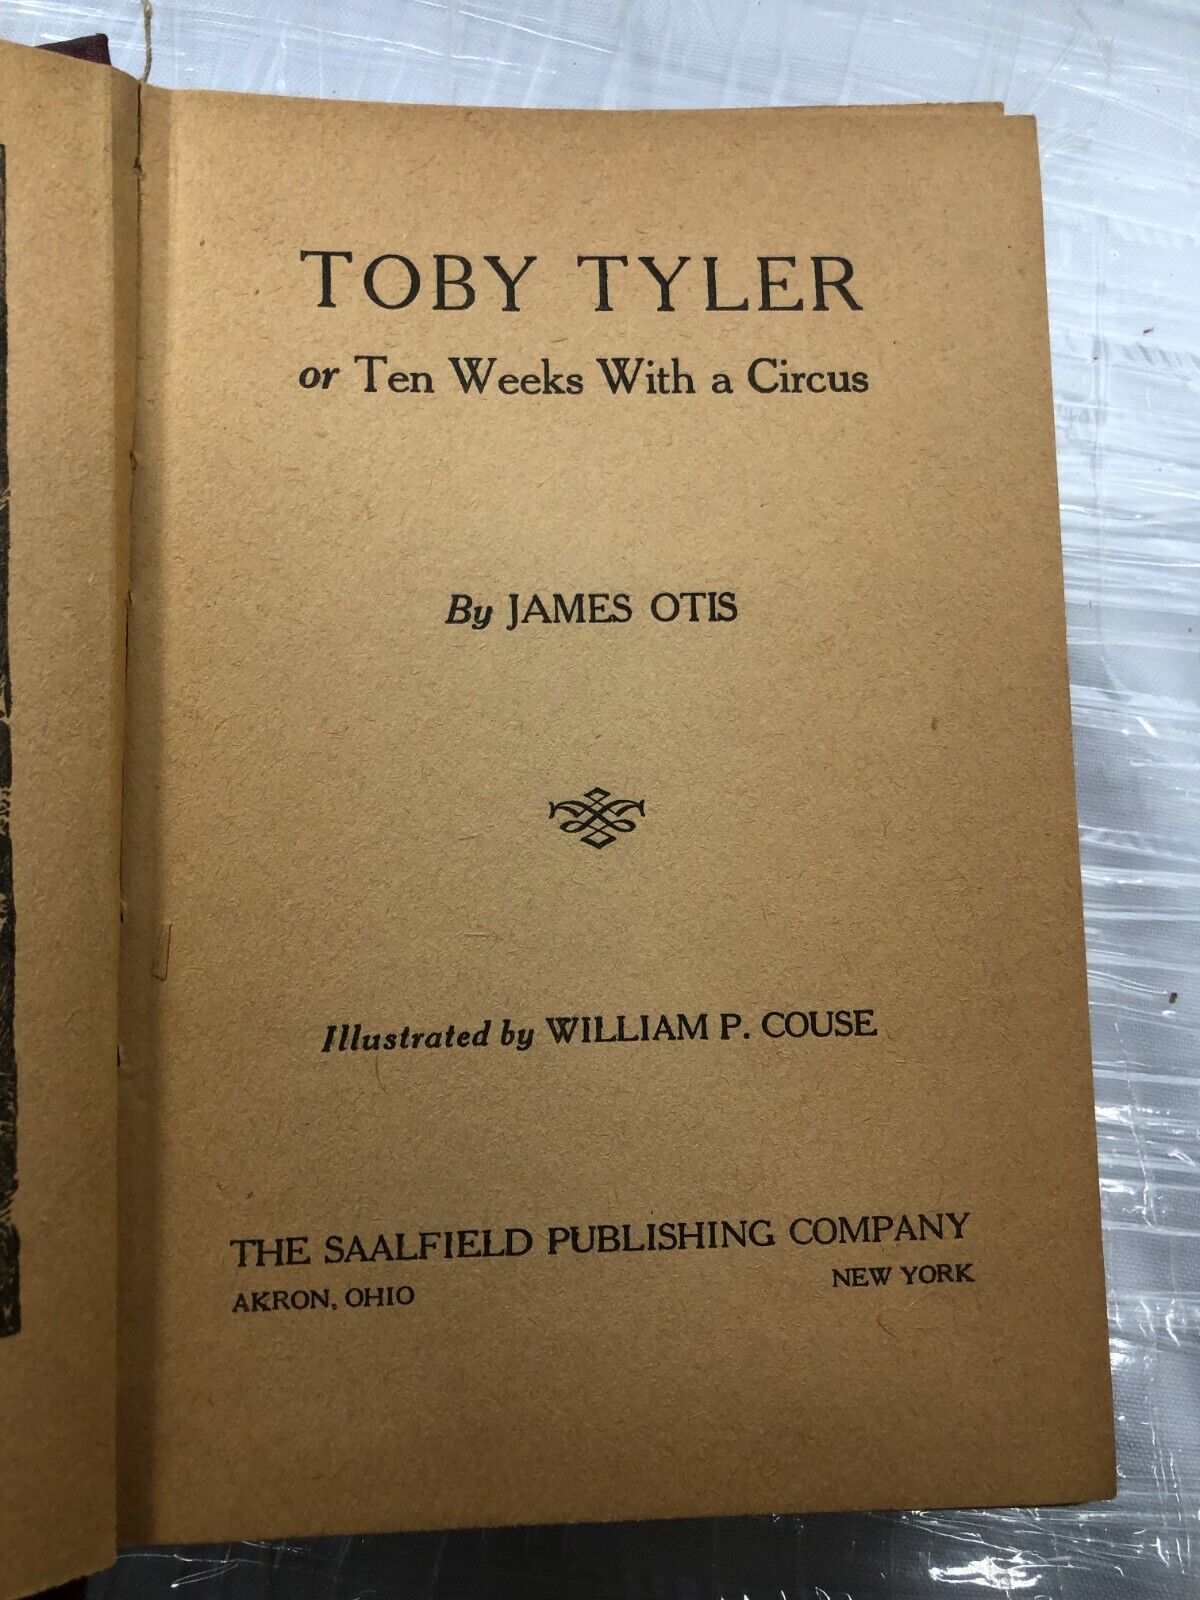 TOBY TYLER
or Ten Weeks With a Circus
By JAMES OTIS
Illustrated by WILLIAM P. COUSE
THE SAALFIELD PUBLISHING COMPANY
AKRON, OHIO NEW YORK